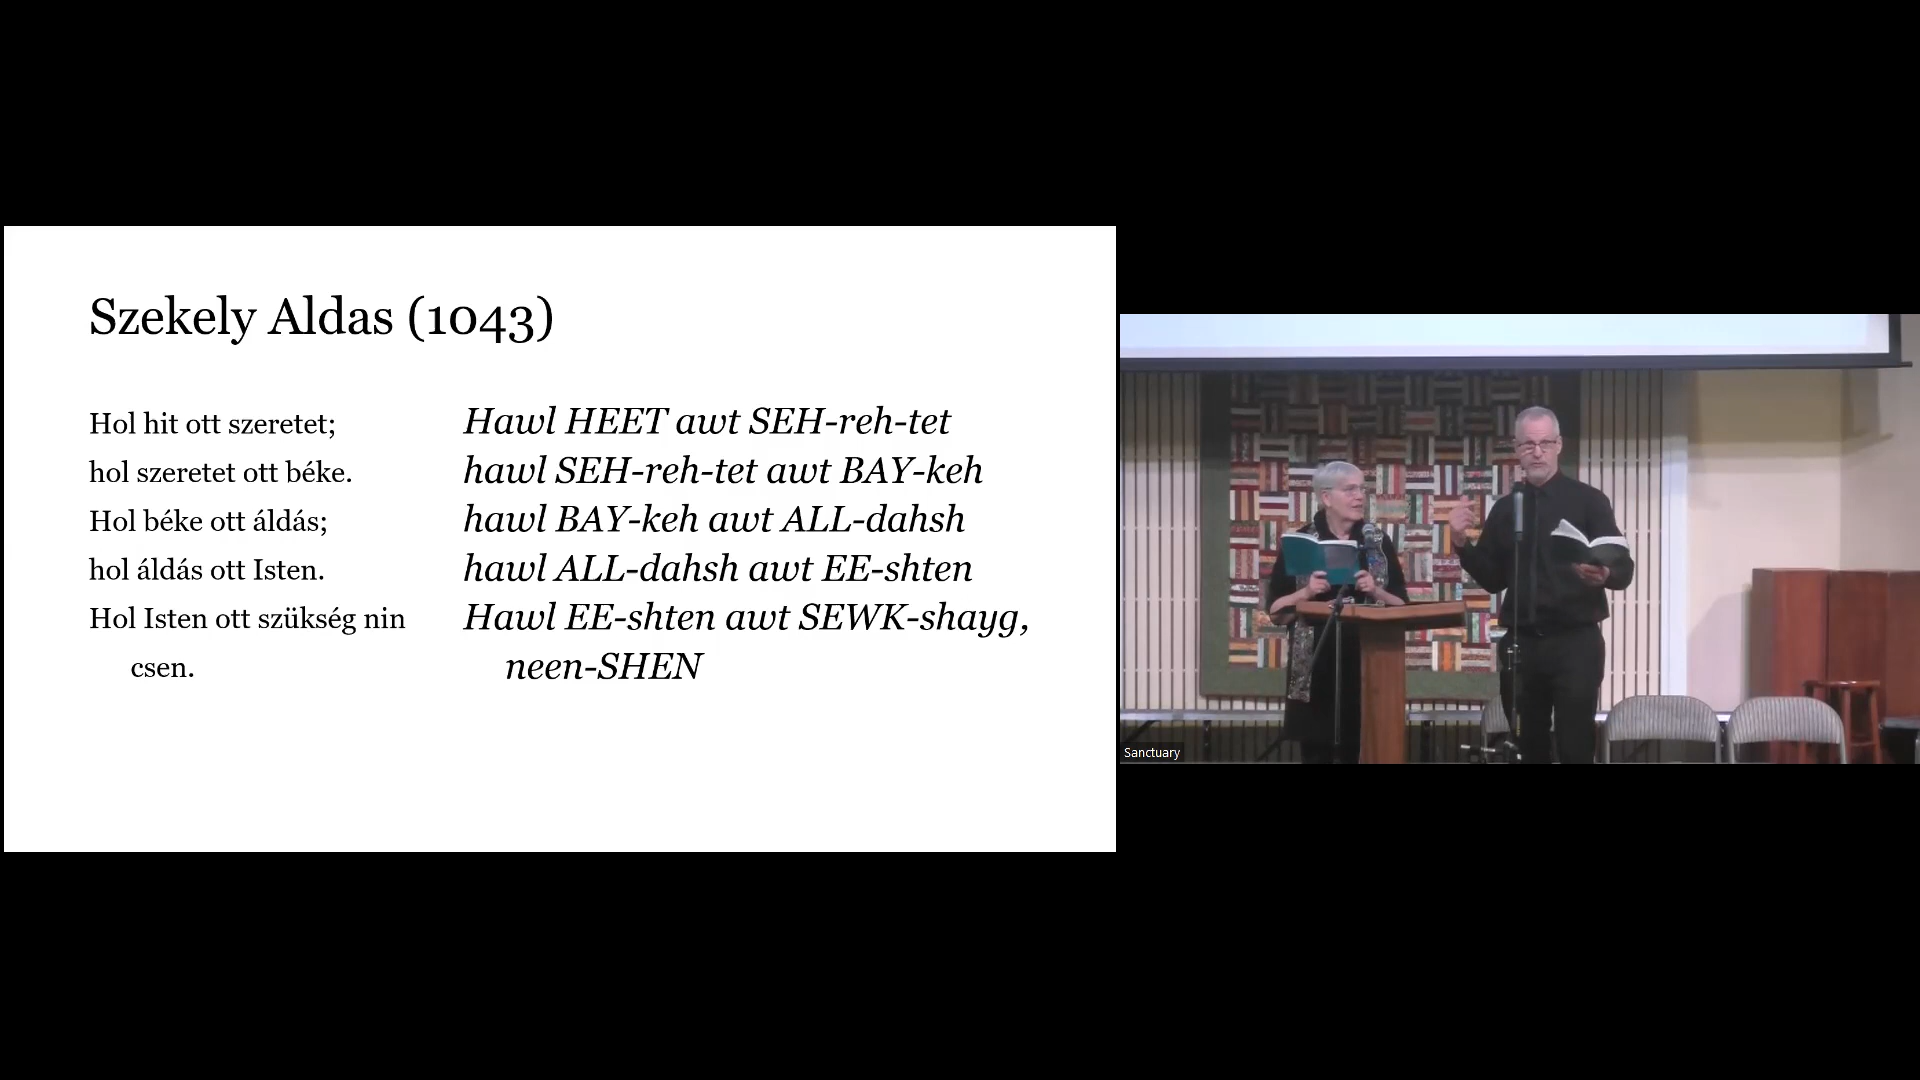 Szekely Aldas (1043)
Hol hit ott szeretet;
hol szeretet ott béke.
Hol béke ott áldás;
hol áldás ott Isten.
Hol Isten ott szükség nin
csen.
Hawl HEET awt SEH-reh-tet
hawl SEH-reh-tet awt BAY-keh
hawl BAY-keh awt ALL-dahsh
hawl ALL-dahsh awt EE-shten
Hawl EE-shten awt SEWK-shayg,
neen-SHEN
Sanctuary